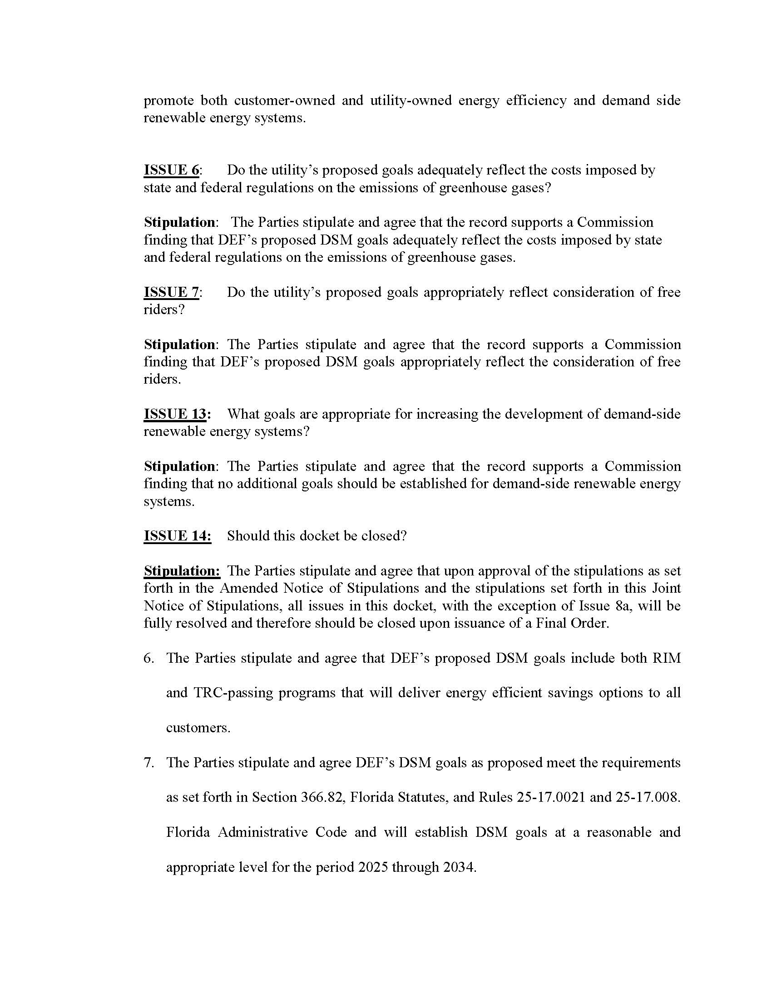 promote both customer-owned and utility-owned energy efficiency and demand side
renewable energy systems.
ISSUE 6: Do the utility’s proposed goals adequately reflect the costs imposed by
state and federal regulations on the emissions of greenhouse gases?
Stipulation: The Parties stipulate and agree that the record supports a Commission
finding that DEF’s proposed DSM goals adequately reflect the costs imposed by state
and federal regulations on the emissions of greenhouse gases.
ISSUE 7: Do the utility’s proposed goals appropriately reflect consideration of free
riders?
Stipulation: The Parties stipulate and agree that the record supports a Commission
finding that DEF’s proposed DSM goals appropriately reflect the consideration of free
riders.
ISSUE 13: What goals are appropriate for increasing the development of demand-side
renewable energy systems?
Stipulation: The Parties stipulate and agree that the record supports a Commission
finding that no additional goals should be established for demand-side renewable energy
systems.
ISSUE 14: Should this docket be closed?
Stipulation: The Parties stipulate and agree that upon approval of the stipulations as set
forth in the Amended Notice of Stipulations and the stipulations set forth in this Joint
Notice of Stipulations, all issues in this docket, with the exception of Issue 8a, will be
fully resolved and therefore should be closed upon issuance of a Final Order.
6. The Parties stipulate and agree that DEF’s proposed DSM goals include both RIM
and TRC-passing programs that will deliver energy efficient savings options to all
customers.
7. The Parties stipulate and agree DEF’s DSM goals as proposed meet the requirements
as set forth in Section 366.82, Florida Statutes, and Rules 25-17.0021 and 25-17.008.
Florida Administrative Code and will establish DSM goals at a reasonable and
appropriate level for the period 2025 through 2034.